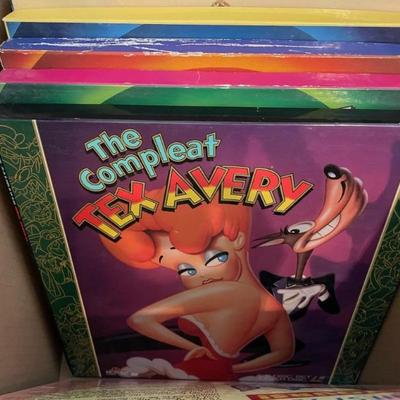 The
Compleat
TEX AVERY